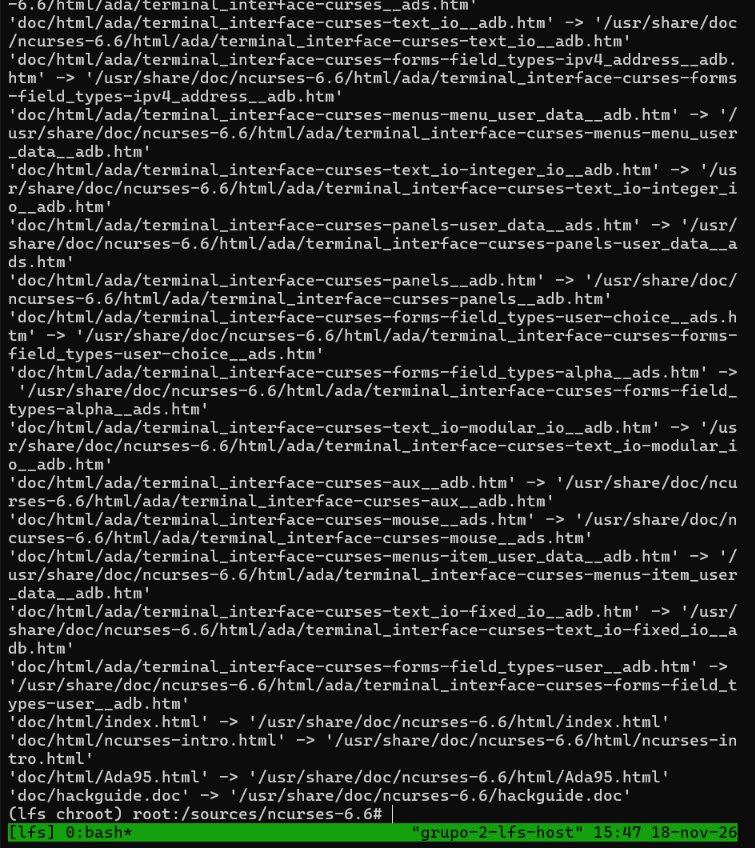 -6.6/html/ada/terminal_interface-curses__ads.htm'
'doc/html/ada/terminal_interface-curses-text_io__adb.htm' -> '/usr/share/doc
/ncurses-6.6/html/ada/terminal_interface-curses-text_io__adb.htm'
'doc/html/ada/terminal_interface-curses-forms-field_types-ipv4_address__adb.
htm' -> '/usr/share/doc/ncurses-6.6/html/ada/terminal_interface-curses-forms
-field_types-ipv4_address__adb.htm'
'doc/html/ada/terminal_interface-curses-menus-menu_user_data__adb.htm' -> '/
usr/share/doc/ncurses-6.6/html/ada/terminal_interface-curses-menus-menu_user
_data__adb.htm'
'doc/html/ada/terminal_interface-curses-text_io-integer_io__adb.htm' -> '/us
r/share/doc/ncurses-6.6/html/ada/terminal_interface-curses-text_io-integer_i
o__adb.htm'
'doc/html/ada/terminal_interface-curses-panels-user_data__ads.htm' -> '/usr/
share/doc/ncurses-6.6/html/ada/terminal_interface-curses-panels-user_data__a
ds.htm'
'doc/html/ada/terminal_interface-curses-panels__adb.htm' -> '/usr/share/doc/
ncurses-6.6/html/ada/terminal_interface-curses-panels__adb.htm'
'doc/html/ada/terminal_interface-curses-forms-field_types-user-choice__ads.h
tm' -> '/usr/share/doc/ncurses-6.6/html/ada/terminal_interface-curses-forms-
field_types-user-choice__ads.htm'
'doc/html/ada/terminal_interface-curses-forms-field_types-alpha__ads.htm' ->
 '/usr/share/doc/ncurses-6.6/html/ada/terminal_interface-curses-forms-field_
types-alpha__ads.htm'
'doc/html/ada/terminal_interface-curses-text_io-modular_io__adb.htm' -> '/us
r/share/doc/ncurses-6.6/html/ada/terminal_interface-curses-text_io-modular_i
o__adb.htm'
'doc/html/ada/terminal_interface-curses-aux__adb.htm' -> '/usr/share/doc/ncu
rses-6.6/html/ada/terminal_interface-curses-aux__adb.htm'
'doc/html/ada/terminal_interface-curses-mouse__ads.htm' -> '/usr/share/doc/n
curses-6.6/html/ada/terminal_interface-curses-mouse__ads.htm'
'doc/html/ada/terminal_interface-curses-menus-item_user_data__adb.htm' -> '/
usr/share/doc/ncurses-6.6/html/ada/terminal_interface-curses-menus-item_user
_data__adb.htm'
'doc/html/ada/terminal_interface-curses-text_io-fixed_io__adb.htm' -> '/usr/
share/doc/ncurses-6.6/html/ada/terminal_interface-curses-text_io-fixed_io__a
db.htm'
'doc/html/ada/terminal_interface-curses-forms-field_types-user__adb.htm' ->
'/usr/share/doc/ncurses-6.6/html/ada/terminal_interface-curses-forms-field_t
ypes-user__adb.htm'
'doc/html/index.html' -> '/usr/share/doc/ncurses-6.6/html/index.html'
'doc/html/ncurses-intro.html' -> '/usr/share/doc/ncurses-6.6/html/ncurses-in
tro.html'
'doc/html/Ada95.html' -> '/usr/share/doc/ncurses-6.6/html/Ada95.html'
'doc/hackguide.doc' -> '/usr/share/doc/ncurses-6.6/hackguide.doc'
(lfs chroot) root:/sources/ncurses-6.6#
[lfs] 0:bash* "grupo-2-lfs-host" 15:47 18-nov-26